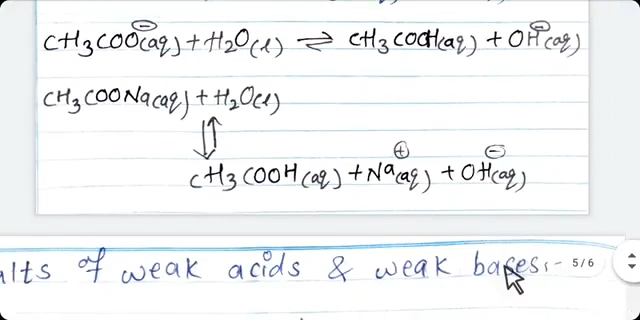 CH3COO⊖(aq) + H2O(l) ⇌ CH3COOH(aq) + OH⊖(aq)
CH3COONa(aq) + H2O(l)
⇅
CH3COOH(aq) + Na⊕(aq) + OH⊖(aq)
alts of weak acids & weak bases:-
5/6